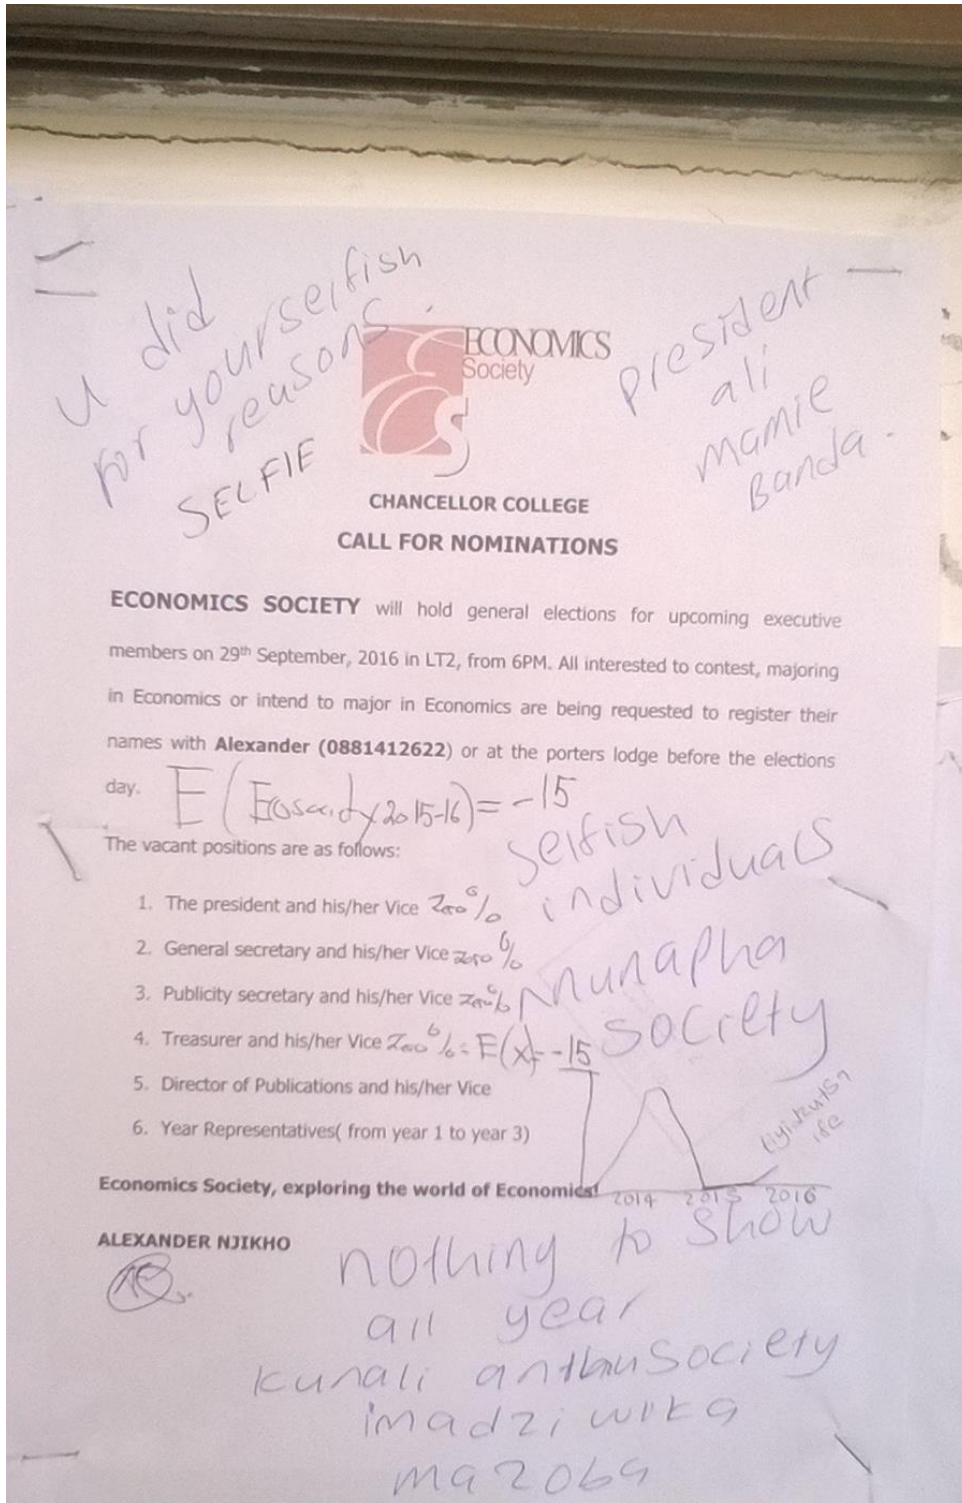 u did
for yourselfish
reasons.
SELFIE
ECONOMICS
Society
president
ali
mamie
Banda.
CHANCELLOR COLLEGE
CALL FOR NOMINATIONS
ECONOMICS SOCIETY will hold general elections for upcoming executive
members on 29th September, 2016 in LT2, from 6PM. All interested to contest, majoring
in Economics or intend to major in Economics are being requested to register their
names with Alexander (0881412622) or at the porters lodge before the elections
day.
E( 2015-16)= -15
The vacant positions are as follows:
selfish
individuals
1. The president and his/her Vice Zero%
2. General secretary and his/her Vice zero%
3. Publicity secretary and his/her Vice zero%
munapha
society
4. Treasurer and his/her Vice Zero% = E(x)= -15
5. Director of Publications and his/her Vice
6. Year Representatives( from year 1 to year 3)
Economics Society, exploring the world of Economics!
2014 2015 2016
ALEXANDER NJIKHO
nothing to show
all year
kunali anthu society
imadziwika